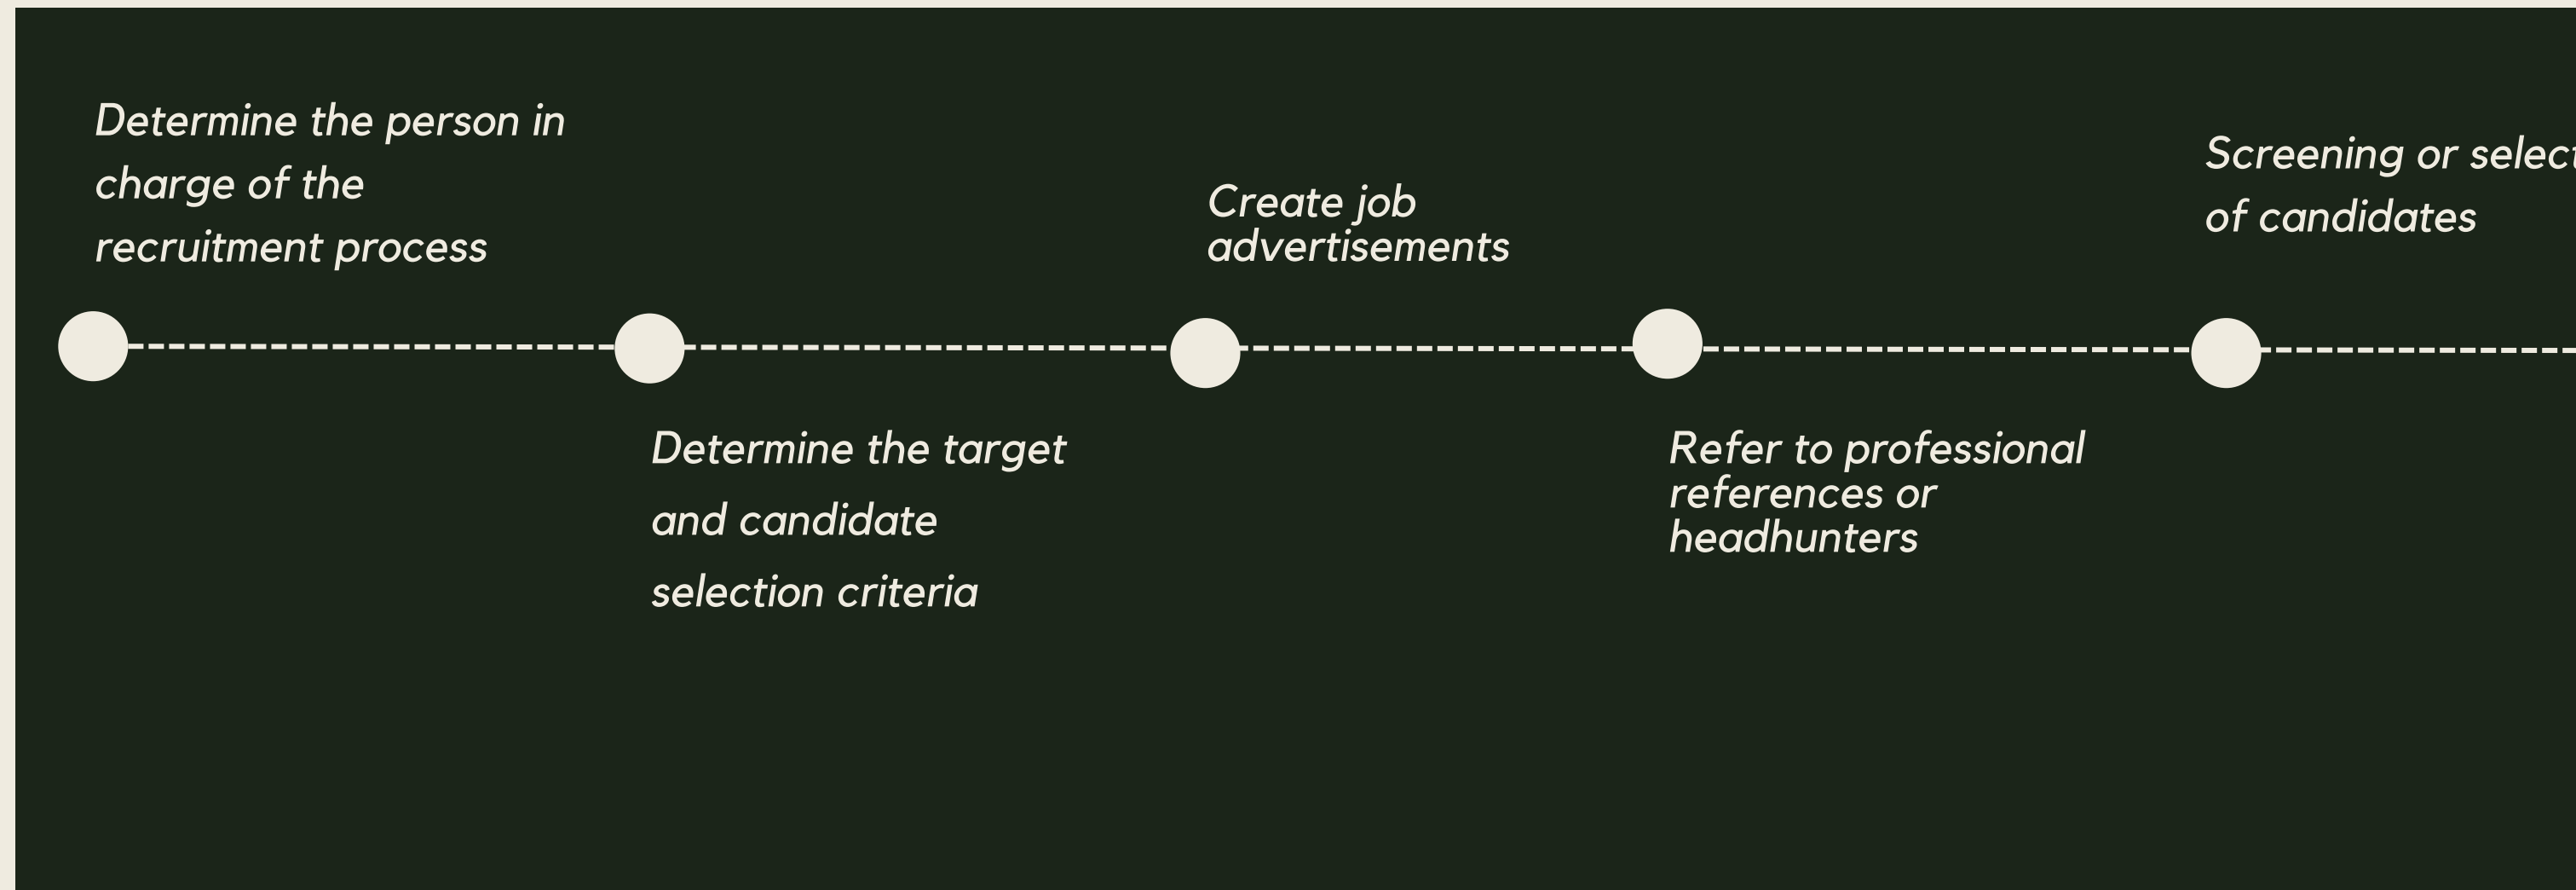 Determine the person in
charge of the
recruitment process
Determine the target
and candidate
selection criteria
Create job
advertisements
Refer to professional
references or
headhunters
Screening or
of candidates